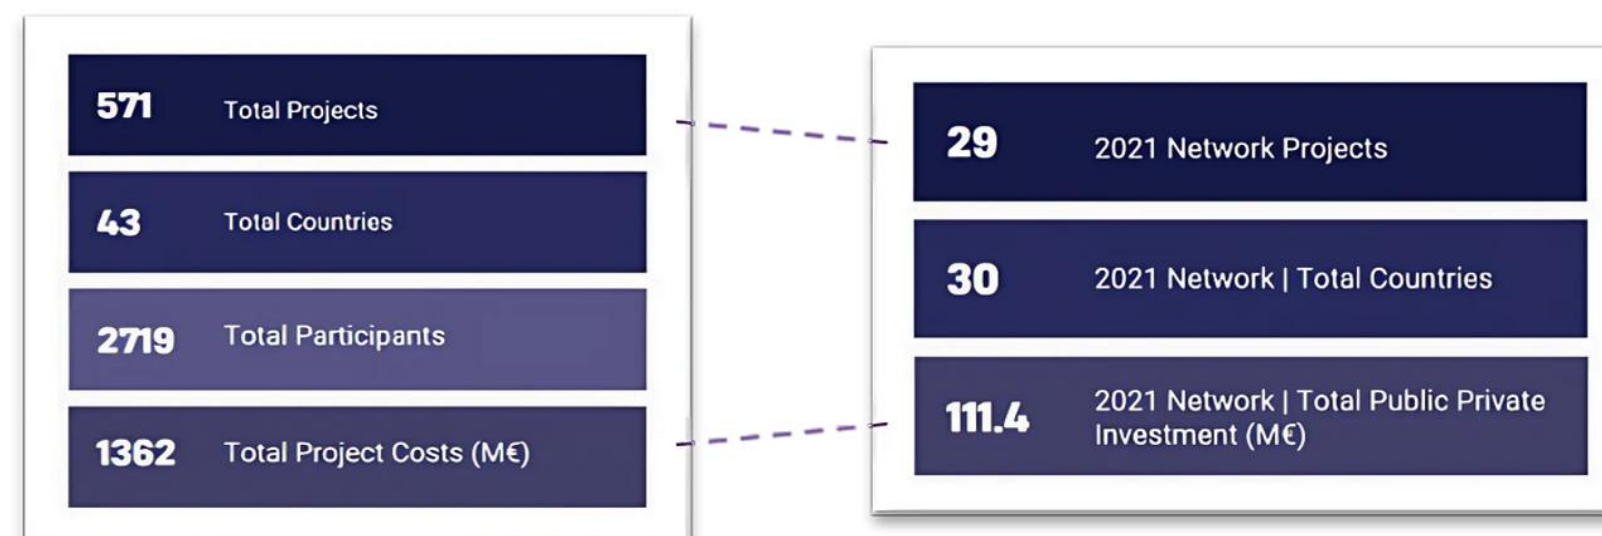 571 Total Projects
43 Total Countries
2719 Total Participants
1362 Total Project Costs (M€)
29 2021 Network Projects
30 2021 Network | Total Countries
111.4 2021 Network | Total Public Private
Investment (M€)